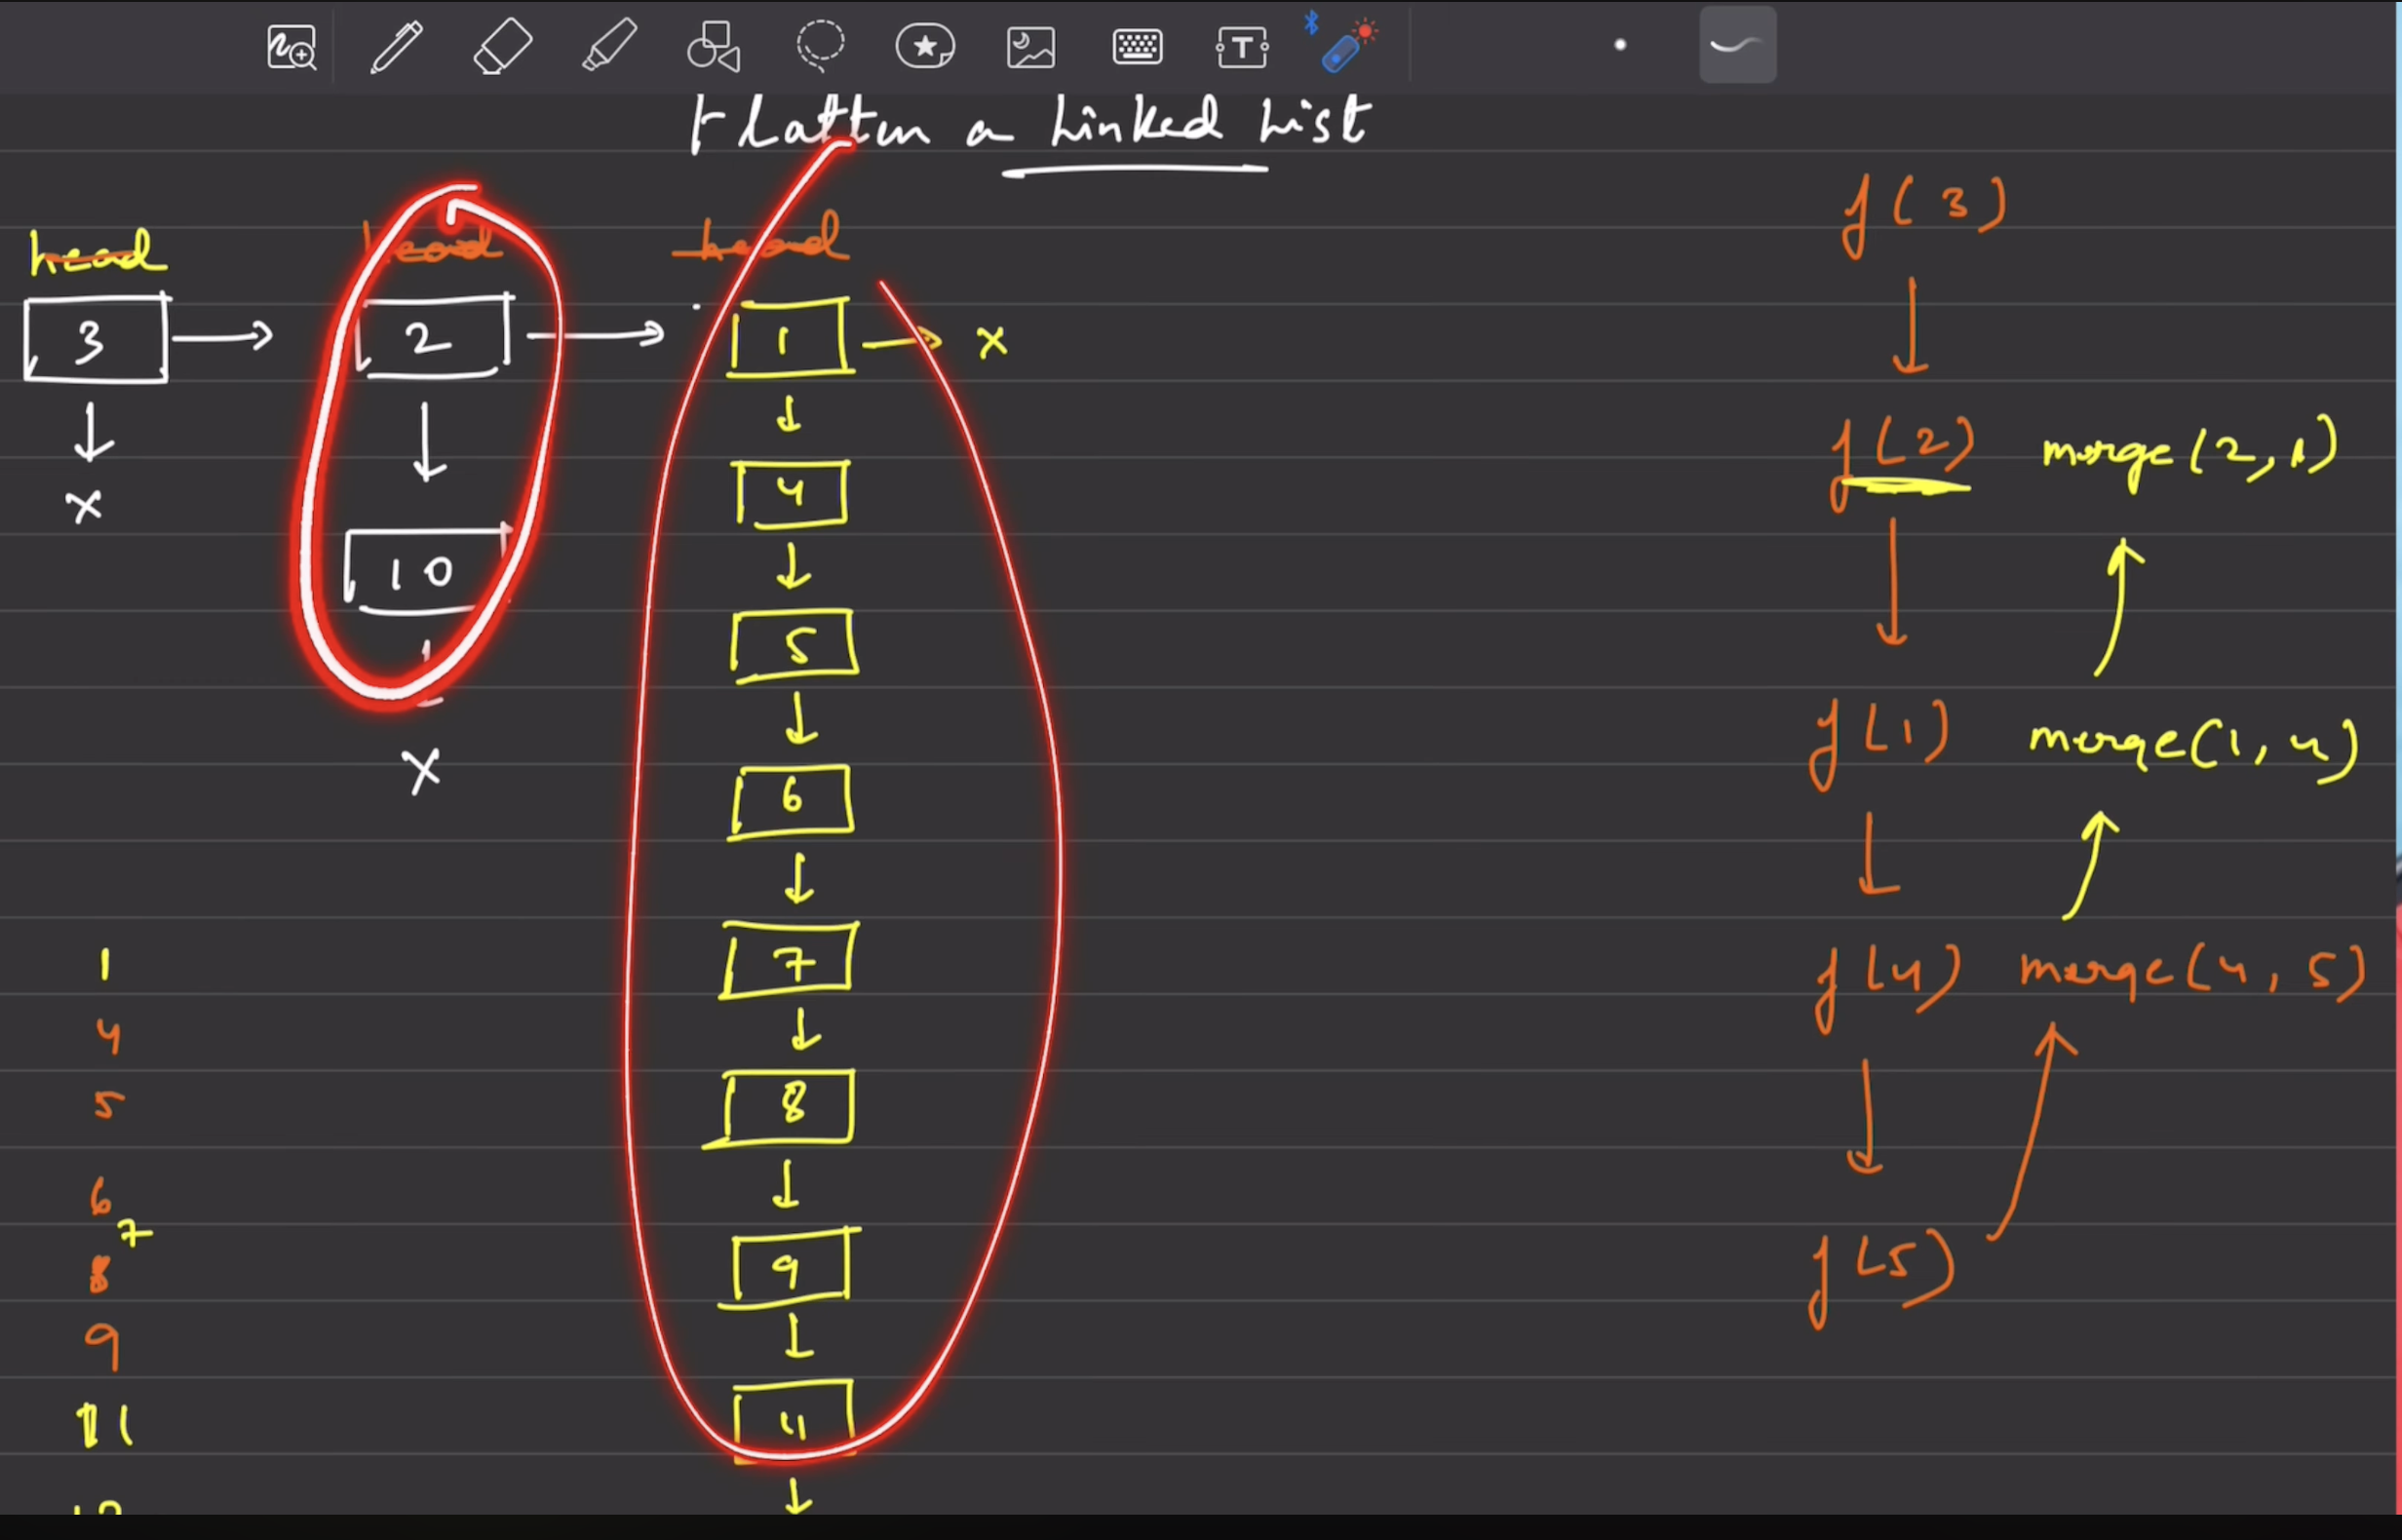 Flatten a Linked List
head head head
3 2 1 x
x
10
x
4
5
6
7
8
9
11
1
4
5
6
7
8
9
11
f(3)
f(2) merge(2,1)
f(1) merge(1,4)
f(4) merge(4,5)
f(5)